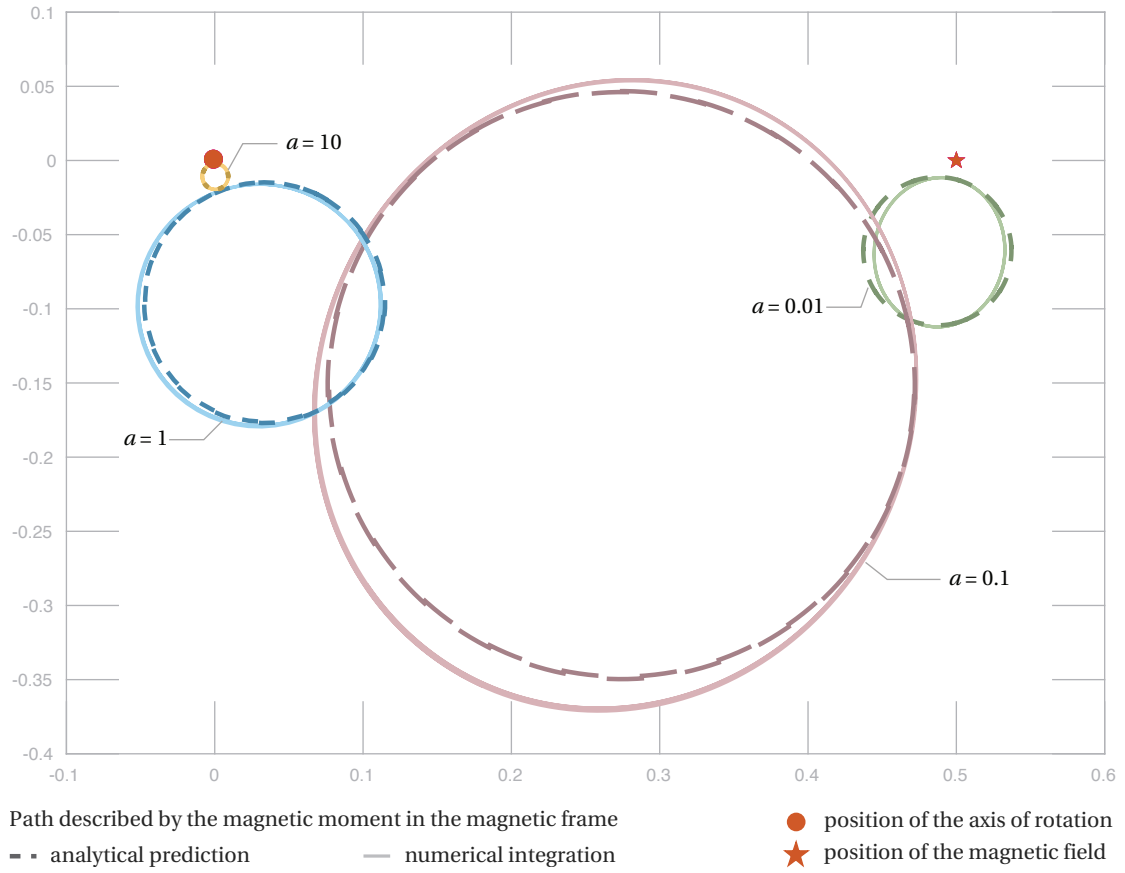 0.1
0.05
0
-0.05
-0.1
-0.15
-0.2
-0.25
-0.3
-0.35
-0.4
a = 10
a = 0.01
a = 1
a = 0.1
-0.1 0 0.1 0.2 0.3 0.4 0.5 0.6
Path described by the magnetic moment in the magnetic frame
analytical prediction numerical integration
position of the axis of rotation
position of the magnetic field